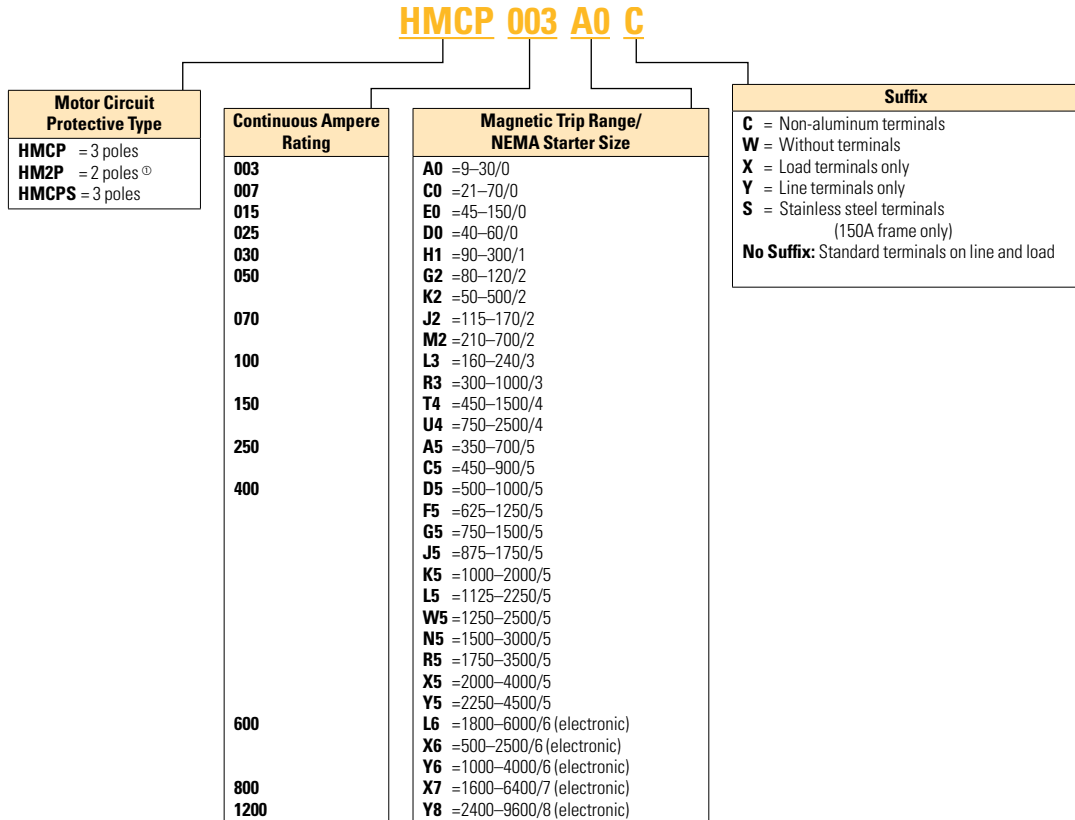 HMCP 003 A0 C
Motor Circuit
Protective Type
HMCP = 3 poles
HM2P = 2 poles ①
HMCPS = 3 poles
Continuous Ampere
Rating
003
007
015
025
030
050
070
100
150
250
400
600
800
1200
Magnetic Trip Range/
NEMA Starter Size
A0 =9–30/0
C0 =21–70/0
E0 =45–150/0
D0 =40–60/0
H1 =90–300/1
G2 =80–120/2
K2 =50–500/2
J2 =115–170/2
M2 =210–700/2
L3 =160–240/3
R3 =300–1000/3
T4 =450–1500/4
U4 =750–2500/4
A5 =350–700/5
C5 =450–900/5
D5 =500–1000/5
F5 =625–1250/5
G5 =750–1500/5
J5 =875–1750/5
K5 =1000–2000/5
L5 =1125–2250/5
W5 =1250–2500/5
N5 =1500–3000/5
R5 =1750–3500/5
X5 =2000–4000/5
Y5 =2250–4500/5
L6 =1800–6000/6 (electronic)
X6 =500–2500/6 (electronic)
Y6 =1000–4000/6 (electronic)
X7 =1600–6400/7 (electronic)
Y8 =2400–9600/8 (electronic)
Suffix
C = Non-aluminum terminals
W = Without terminals
X = Load terminals only
Y = Line terminals only
S = Stainless steel terminals
(150A frame only)
No Suffix: Standard terminals on line and load